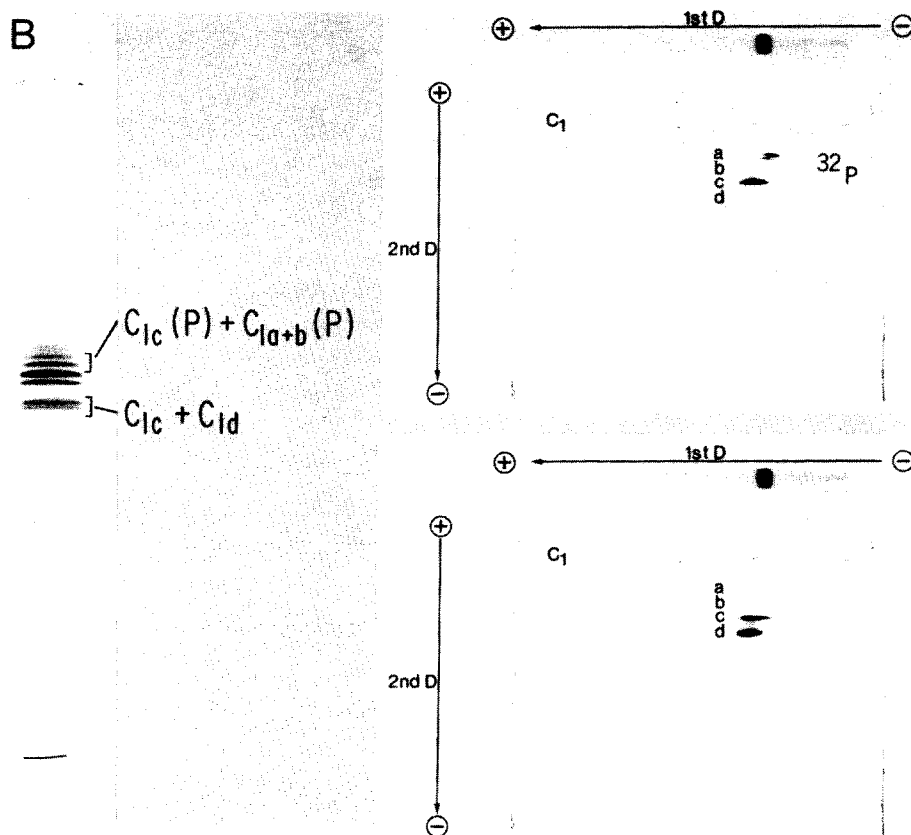 B
C1c (P) + C1a+b (P)
C1c + C1d
⊕ 1st D ⊖
⊕
C1
a
b
c
d
32P
2nd D
⊖
⊕ 1st D ⊖
⊕
C1
a
b
c
d
2nd D
⊖